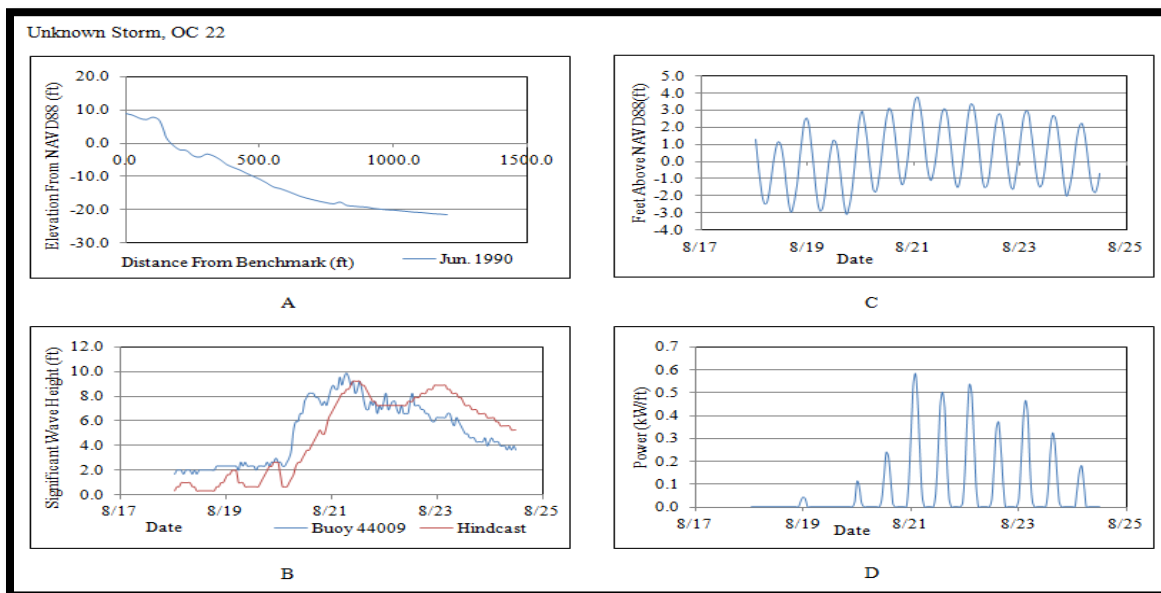 Unknown Storm, OC 22
Elevation From NAVD88 (ft)
20.0
10.0
0.0
-10.0
-20.0
-30.0
0.0 500.0 1000.0 1500.0
Distance From Benchmark (ft)
Jun. 1990
A
Feet Above NAVD88(ft)
5.0
4.0
3.0
2.0
1.0
0.0
-1.0
-2.0
-3.0
-4.0
8/17 8/19 8/21 8/23 8/25
Date
C
Significant Wave Height (ft)
12.0
10.0
8.0
6.0
4.0
2.0
0.0
8/17 8/19 8/21 8/23 8/25
Date
Buoy 44009 Hindcast
B
Power (kW/ft)
0.7
0.6
0.5
0.4
0.3
0.2
0.1
0
8/17 8/19 8/21 8/23 8/25
Date
D